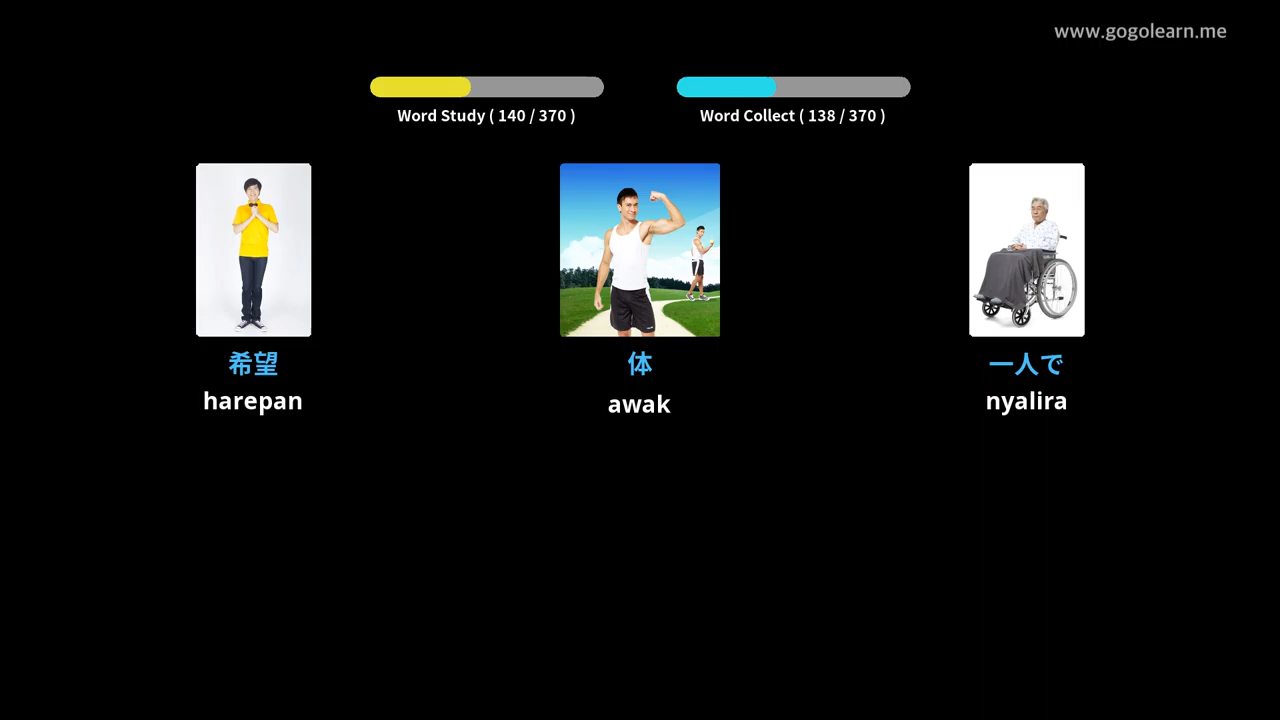 www.gogolearn.me
Word Study ( 140 / 370 )
Word Collect ( 138 / 370 )
希望
体
一人で
harepan
awak
nyalira